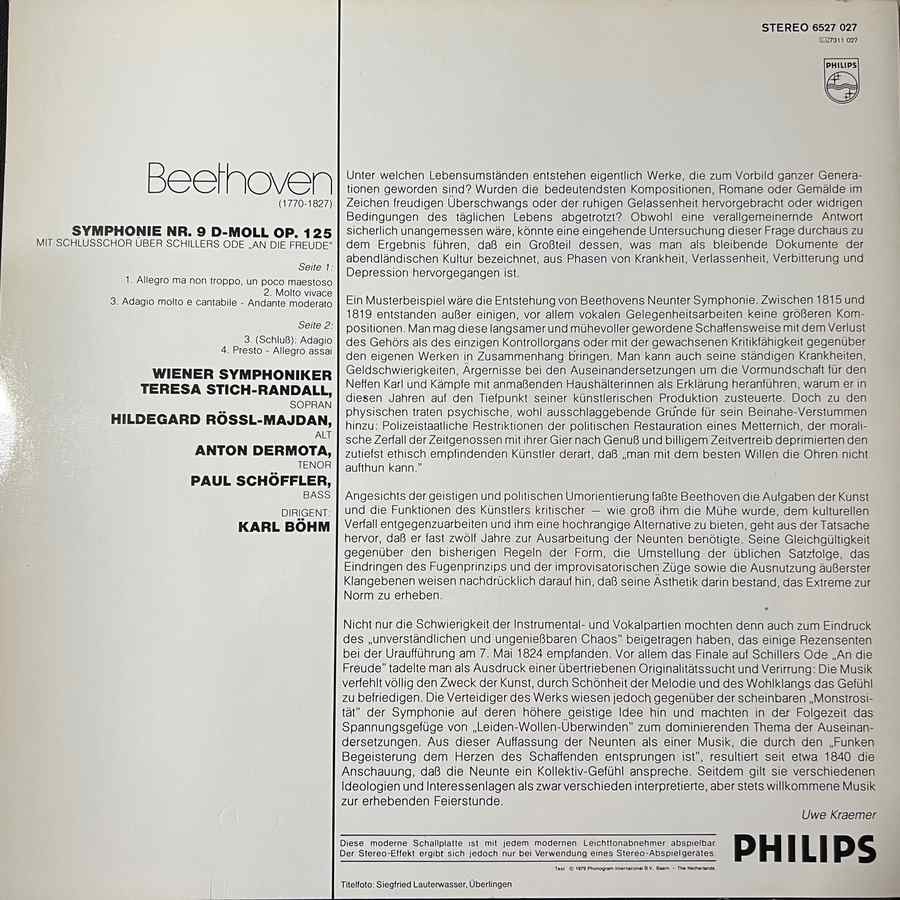 STEREO 6527 027
7311 027
PHILIPS
Beethoven
(1770-1827)
SYMPHONIE NR. 9 D-MOLL OP. 125
MIT SCHLUSSCHOR ÜBER SCHILLERS ODE „AN DIE FREUDE"
Seite 1:
1. Allegro ma non troppo, un poco maestoso
2. Molto vivace
3. Adagio molto e cantabile - Andante moderato
Seite 2:
3. (Schluß): Adagio
4. Presto - Allegro assai
WIENER SYMPHONIKER
TERESA STICH-RANDALL,
SOPRAN
HILDEGARD RÖSSL-MAJDAN,
ALT
ANTON DERMOTA,
TENOR
PAUL SCHÖFFLER,
BASS
DIRIGENT:
KARL BÖHM
Unter welchen Lebensumständen entstehen eigentlich Werke, die zum Vorbild ganzer Genera-
tionen geworden sind? Wurden die bedeutendsten Kompositionen, Romane oder Gemälde im
Zeichen freudigen Überschwangs oder der ruhigen Gelassenheit hervorgebracht oder widrigen
Bedingungen des täglichen Lebens abgetrotzt? Obwohl eine verallgemeinernde Antwort
sicherlich unangemessen wäre, könnte eine eingehende Untersuchung dieser Frage durchaus zu
dem Ergebnis führen, daß ein Großteil dessen, was man als bleibende Dokumente der
abendländischen Kultur bezeichnet, aus Phasen von Krankheit, Verlassenheit, Verbitterung und
Depression hervorgegangen ist.
Ein Musterbeispiel wäre die Entstehung von Beethovens Neunter Symphonie. Zwischen 1815 und
1819 entstanden außer einigen, vor allem vokalen Gelegenheitsarbeiten keine größeren Kom-
positionen. Man mag diese langsamer und mühevoller gewordene Schaffensweise mit dem Verlust
des Gehörs als des einzigen Kontrollorgans oder mit der gewachsenen Kritikfähigkeit gegenüber
den eigenen Werken in Zusammenhang bringen. Man kann auch seine ständigen Krankheiten,
Geldschwierigkeiten, Ärgernisse bei den Auseinandersetzungen um die Vormundschaft für den
Neffen Karl und Kämpfe mit anmaßenden Haushälterinnen als Erklärung heranführen, warum er in
diesen Jahren auf den Tiefpunkt seiner künstlerischen Produktion zusteuerte. Doch zu den
physischen traten psychische, wohl ausschlaggebende Gründe für sein Beinahe-Verstummen
hinzu: Polizeistaatliche Restriktionen der politischen Restauration eines Metternich, der morali-
sche Zerfall der Zeitgenossen mit ihrer Gier nach Genuß und billigem Zeitvertreib deprimierten den
zutiefst ethisch empfindenden Künstler derart, daß „man mit dem besten Willen die Ohren nicht
aufthun kann."
Angesichts der geistigen und politischen Umorientierung faßte Beethoven die Aufgaben der Kunst
und die Funktionen des Künstlers kritischer – wie groß ihm die Mühe wurde, dem kulturellen
Verfall entgegenzuarbeiten und ihm eine hochrangige Alternative zu bieten, geht aus der Tatsache
hervor, daß er fast zwölf Jahre zur Ausarbeitung der Neunten benötigte. Seine Gleichgültigkeit
gegenüber den bisherigen Regeln der Form, die Umstellung der üblichen Satzfolge, das
Eindringen des Fugenprinzips und der improvisatorischen Züge sowie die Ausnutzung äußerster
Klangebenen weisen nachdrücklich darauf hin, daß seine Ästhetik darin bestand, das Extreme zur
Norm zu erheben.
Nicht nur die Schwierigkeit der Instrumental- und Vokalpartien mochten denn auch zum Eindruck
des „unverständlichen und ungenießbaren Chaos" beigetragen haben, das einige Rezensenten
bei der Uraufführung am 7. Mai 1824 empfanden. Vor allem das Finale auf Schillers Ode „An die
Freude" tadelte man als Ausdruck einer übertriebenen Originalitätssucht und Verirrung: Die Musik
verfehlt völlig den Zweck der Kunst, durch Schönheit der Melodie und des Wohlklangs das Gefühl
zu befriedigen. Die Verteidiger des Werks wiesen jedoch gegenüber der scheinbaren „Monstrosi-
tät" der Symphonie auf deren höhere geistige Idee hin und machten in der Folgezeit das
Spannungsgefüge von „Leiden-Wollen-Überwinden" zum dominierenden Thema der Auseinan-
dersetzungen. Aus dieser Auffassung der Neunten als einer Musik, die durch den „Funken
Begeisterung dem Herzen des Schaffenden entsprungen ist", resultiert seit etwa 1840 die
Anschauung, daß die Neunte ein Kollektiv-Gefühl anspreche. Seitdem gilt sie verschiedenen
Ideologien und Interessenlagen als zwar verschieden interpretierte, aber stets willkommene Musik
zur erhebenden Feierstunde.
Uwe Kraemer
Diese moderne Schallplatte ist mit jedem modernen Leichttonabnehmer abspielbar.
Der Stereo-Effekt ergibt sich jedoch nur bei Verwendung eines Stereo-Abspielgerätes.
PHILIPS
Text: © 1979 Phonogram International B.V., Baarn - The Netherlands.
Titelfoto: Siegfried Lauterwasser, Überlingen